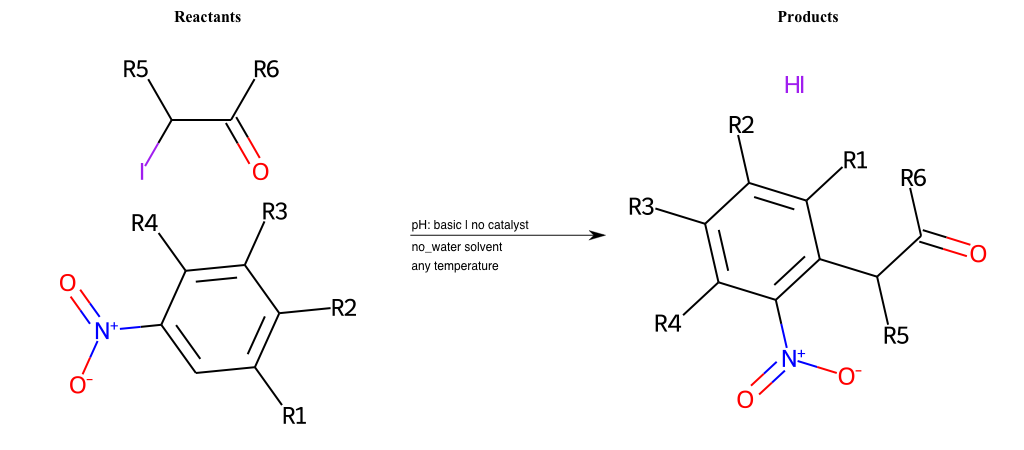 Reactants
Products
R5
R6
I
O
HI
R4
R3
O
N+
O-
R2
R1
pH: basic | no catalyst
no_water solvent
any temperature
R2
R1
R3
R6
O
R4
R5
N+
O
O-